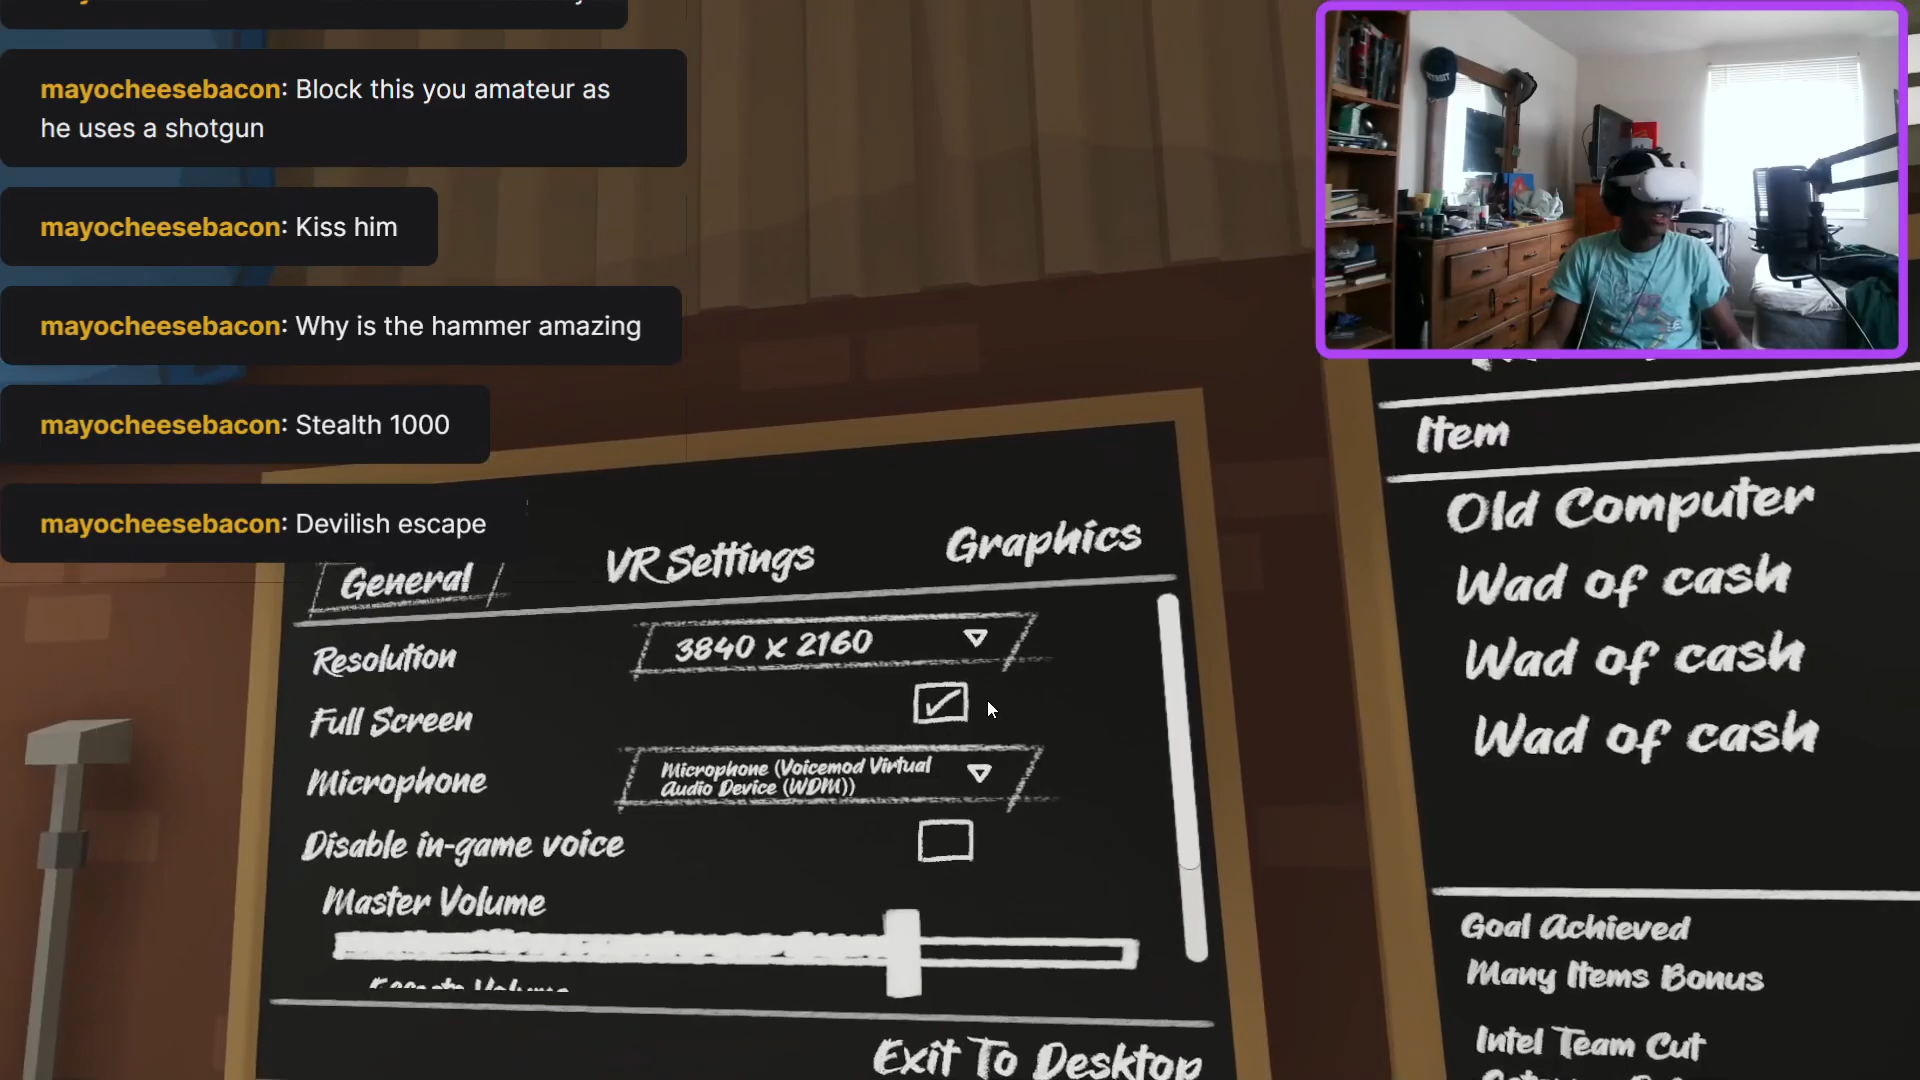 mayocheesebacon: Block this you amateur as
he uses a shotgun
mayocheesebacon: Kiss him
mayocheesebacon: Why is the hammer amazing
mayocheesebacon: Stealth 1000
mayocheesebacon: Devilish escape
General
VR Settings
Graphics
Resolution
3840 x 2160
Full Screen
Microphone
Microphone (Voicemod Virtual
Audio Device (WDM))
Disable in-game voice
Master Volume
Exit To Desktop
Item
Old Computer
Wad of cash
Wad of cash
Wad of cash
Goal Achieved
Many Items Bonus
Intel Team Cut
DETROIT